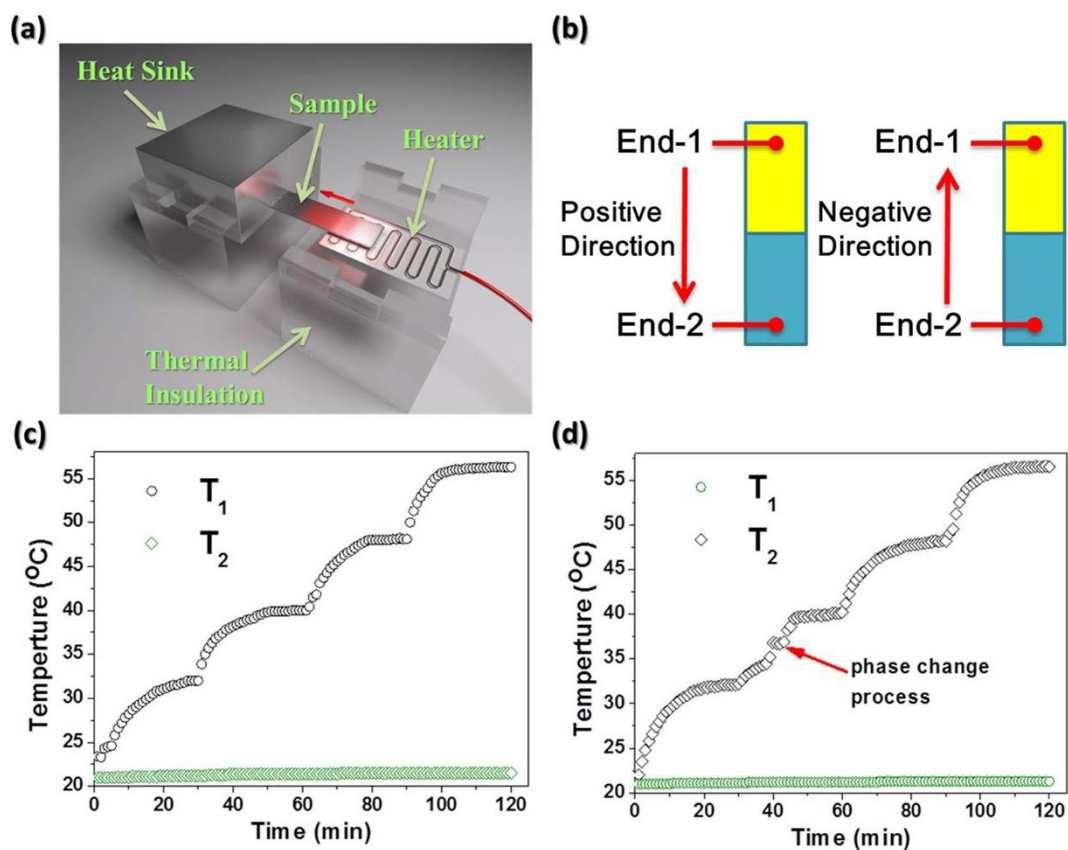 (a)
Heat Sink
Sample
Heater
Thermal
Insulation
(b)
End-1
Positive
Direction
End-2
End-1
Negative
Direction
End-2
(c)
Temperture (°C)
55
50
45
40
35
30
25
20
T1
T2
0 20 40 60 80 100 120
Time (min)
(d)
Temperture (°C)
55
50
45
40
35
30
25
20
T1
T2
phase change
process
0 20 40 60 80 100 120
Time (min)